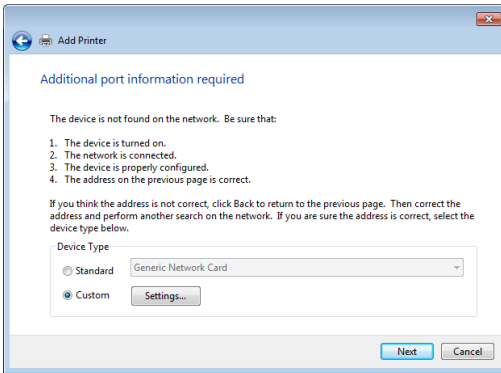 Add Printer
Additional port information required
The device is not found on the network.  Be sure that:
1.  The device is turned on.
2.  The network is connected.
3.  The device is properly configured.
4.  The address on the previous page is correct.
If you think the address is not correct, click Back to return to the previous page.  Then correct the
address and perform another search on the network.  If you are sure the address is correct, select the
device type below.
Device Type
Standard
Generic Network Card
Custom
Settings...
Next
Cancel